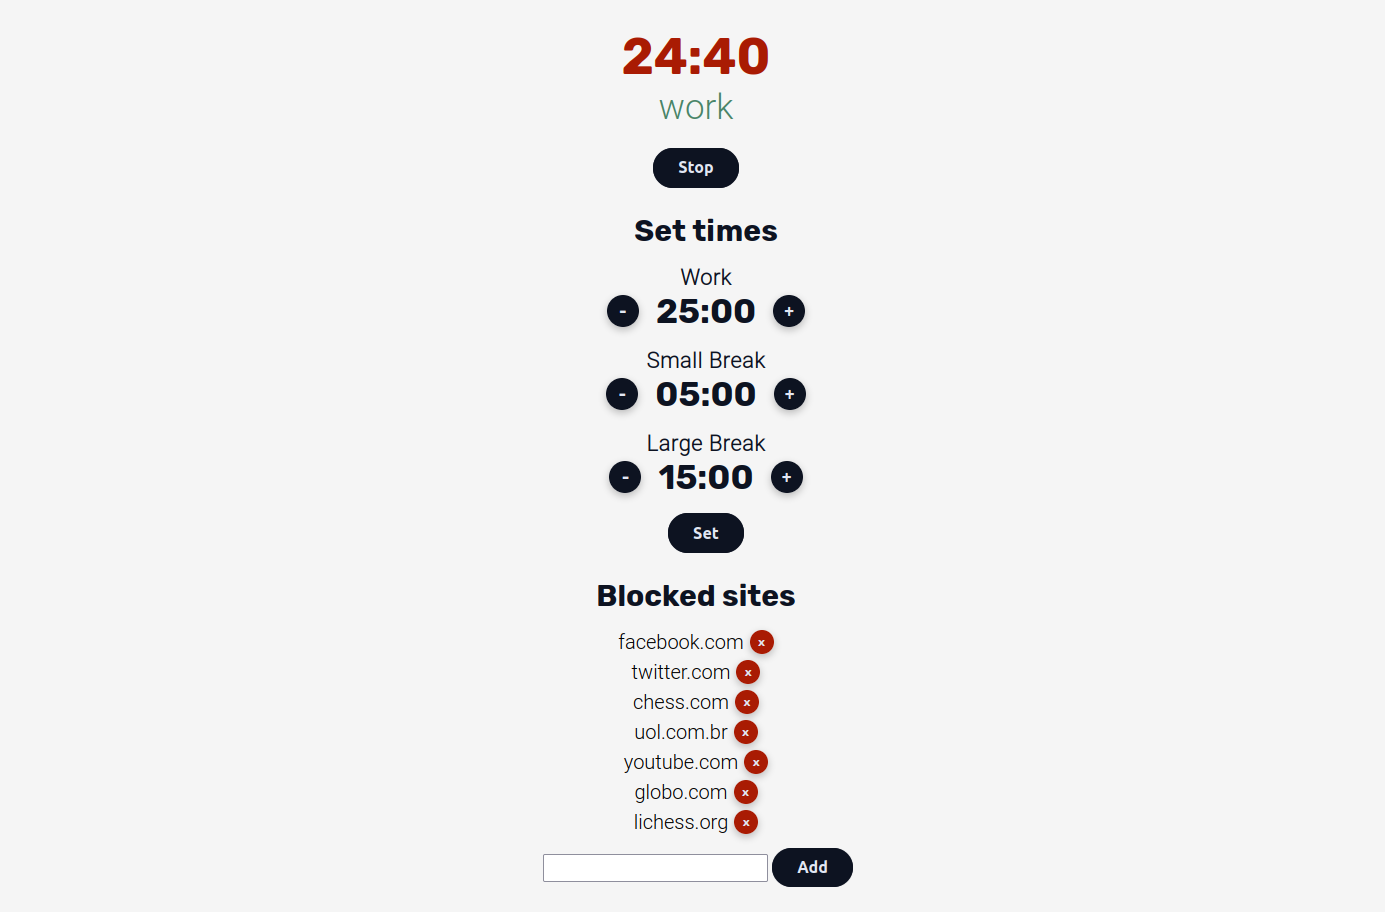 24:40
work
Stop
Set times
Work
- 25:00 +
Small Break
- 05:00 +
Large Break
- 15:00 +
Set
Blocked sites
facebook.com x
twitter.com x
chess.com x
uol.com.br x
youtube.com x
globo.com x
lichess.org x
Add